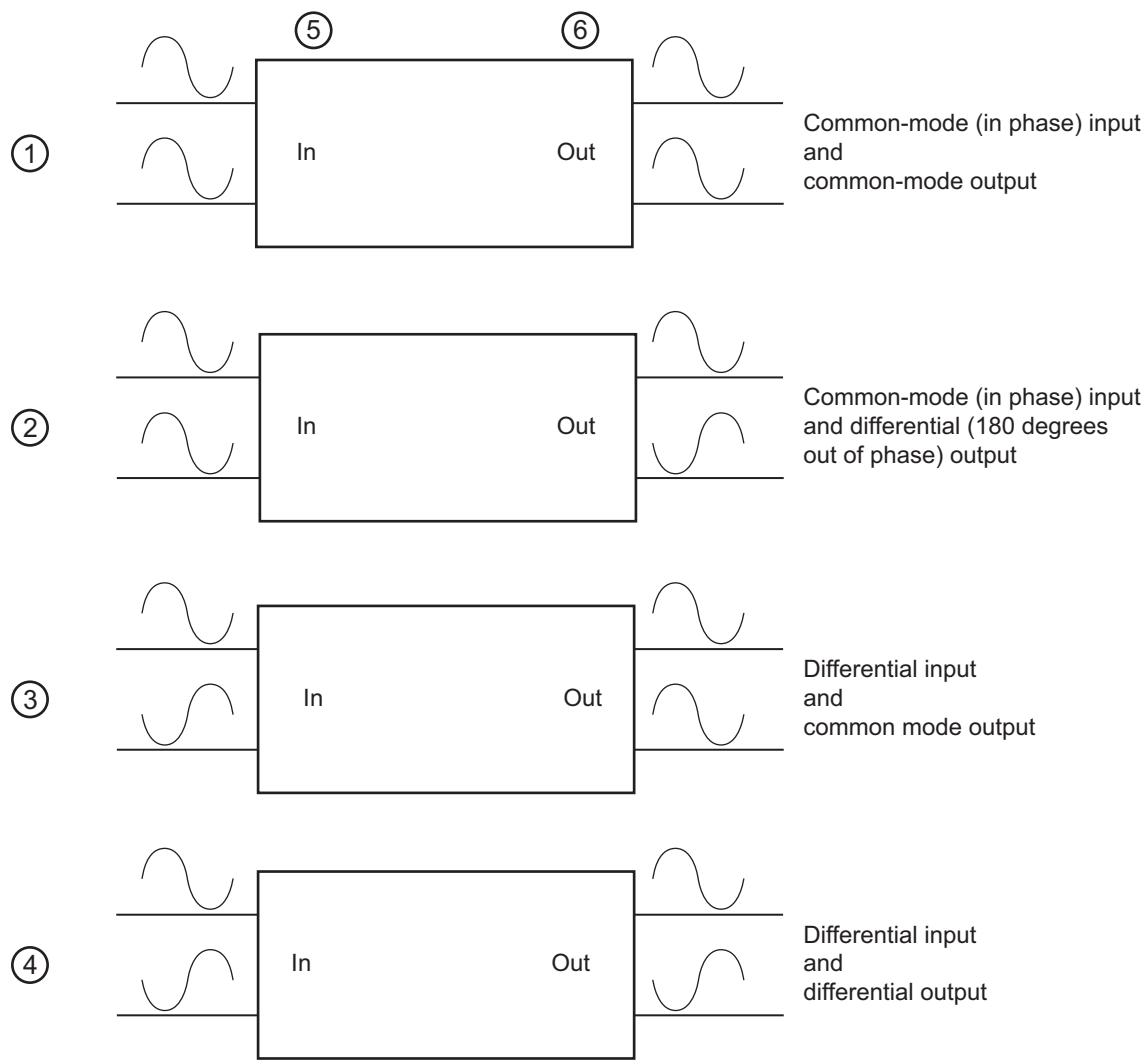 5
6
1
In
Out
Common-mode (in phase) input
and
common-mode output
2
In
Out
Common-mode (in phase) input
and differential (180 degrees
out of phase) output
3
In
Out
Differential input
and
common mode output
4
In
Out
Differential input
and
differential output